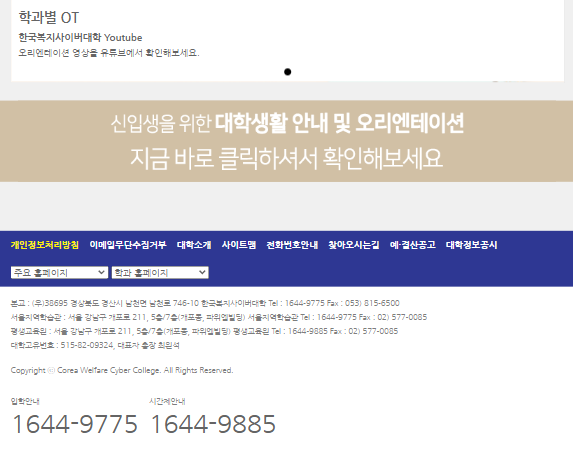 학과별 OT
한국복지사이버대학 Youtube
오리엔테이션 영상을 유튜브에서 확인해보세요.
신입생을 위한 대학생활 안내 및 오리엔테이션
지금 바로 클릭하셔서 확인해보세요
개인정보처리방침 이메일무단수집거부 대학소개 사이트맵 전화번호안내 찾아오시는길 예·결산공고 대학정보공시
주요 홈페이지 학과 홈페이지
본교 : (우)38695 경상북도 경산시 남천면 남천로 746-10 한국복지사이버대학 Tel : 1644-9775 Fax : 053) 815-6500
서울지역학습관 : 서울 강남구 개포로 211, 5층/7층(개포동, 파워엠빌딩) 서울지역학습관 Tel : 1644-9775 Fax : 02) 577-0085
평생교육원 : 서울 강남구 개포로 211, 5층/7층(개포동, 파워엠빌딩) 평생교육원 Tel : 1644-9885 Fax : 02) 577-0085
대학고유번호 : 515-82-09324, 대표자 총장 최원석
Copyright ⓒ Corea Welfare Cyber College. All Rights Reserved.
입학안내 시간제안내
1644-9775 1644-9885